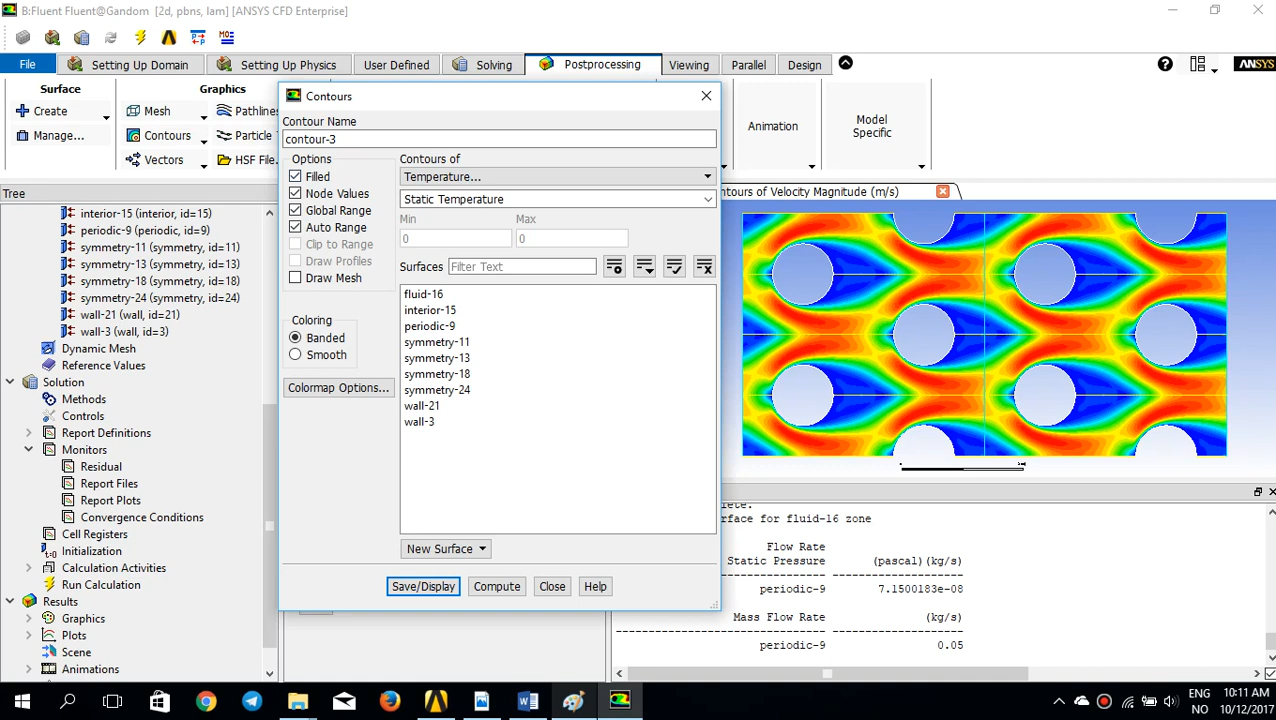 B:Fluent Fluent@Gandom [2d, pbns, lam] [ANSYS CFD Enterprise]
File
Setting Up Domain
Setting Up Physics
User Defined
Solving
Postprocessing
Viewing
Parallel
Design
ANSYS
Surface
Graphics
Create
Manage...
Mesh
Contours
Vectors
Pathlines
Particle
HSF File.
Animation
Model
Specific
Contours
Contour Name
contour-3
Options
Filled
Node Values
Global Range
Auto Range
Clip to Range
Draw Profiles
Draw Mesh
Coloring
Banded
Smooth
Colormap Options...
Contours of
Temperature...
Static Temperature
Min
Max
0
0
Surfaces
Filter Text
fluid-16
interior-15
periodic-9
symmetry-11
symmetry-13
symmetry-18
symmetry-24
wall-21
wall-3
New Surface
Save/Display
Compute
Close
Help
Tree
interior-15 (interior, id=15)
periodic-9 (periodic, id=9)
symmetry-11 (symmetry, id=11)
symmetry-13 (symmetry, id=13)
symmetry-18 (symmetry, id=18)
symmetry-24 (symmetry, id=24)
wall-21 (wall, id=21)
wall-3 (wall, id=3)
Dynamic Mesh
Reference Values
Solution
Methods
Controls
Report Definitions
Monitors
Residual
Report Files
Report Plots
Convergence Conditions
Cell Registers
Initialization
Calculation Activities
Run Calculation
Results
Graphics
Plots
Scene
Animations
ntours of Velocity Magnitude (m/s)
rface for fluid-16 zone
Flow Rate
Static Pressure (pascal)(kg/s)
periodic-9 7.1500183e-08
Mass Flow Rate (kg/s)
periodic-9 0.05
ENG
NO
10:11 AM
10/12/2017